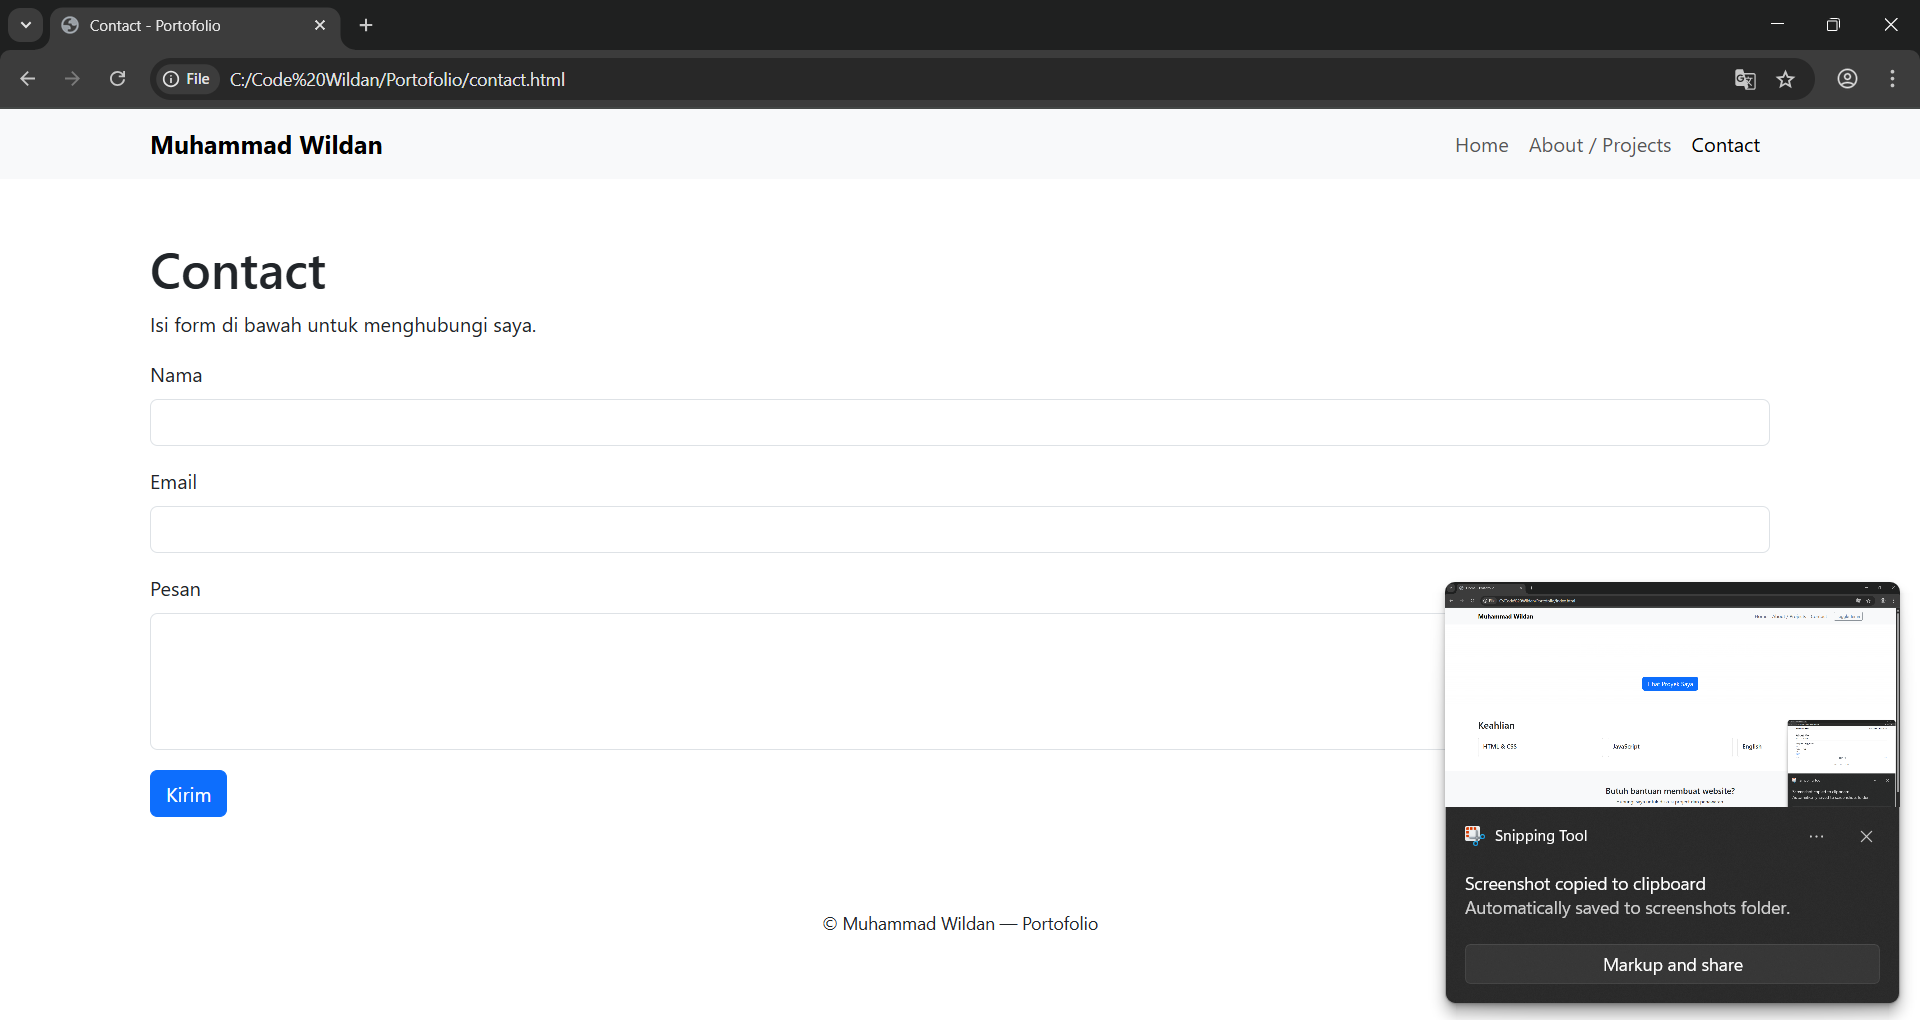 Contact - Portofolio
File
C:/Code%20Wildan/Portofolio/contact.html
Muhammad Wildan
Home About / Projects Contact
Contact
Isi form di bawah untuk menghubungi saya.
Nama
Email
Pesan
Kirim
© Muhammad Wildan — Portofolio
Muhammad Wildan
Keahlian
HTML & CSS
JavaScript
English
Butuh bantuan membuat website?
Snipping Tool
Screenshot copied to clipboard
Automatically saved to screenshots folder.
Markup and share